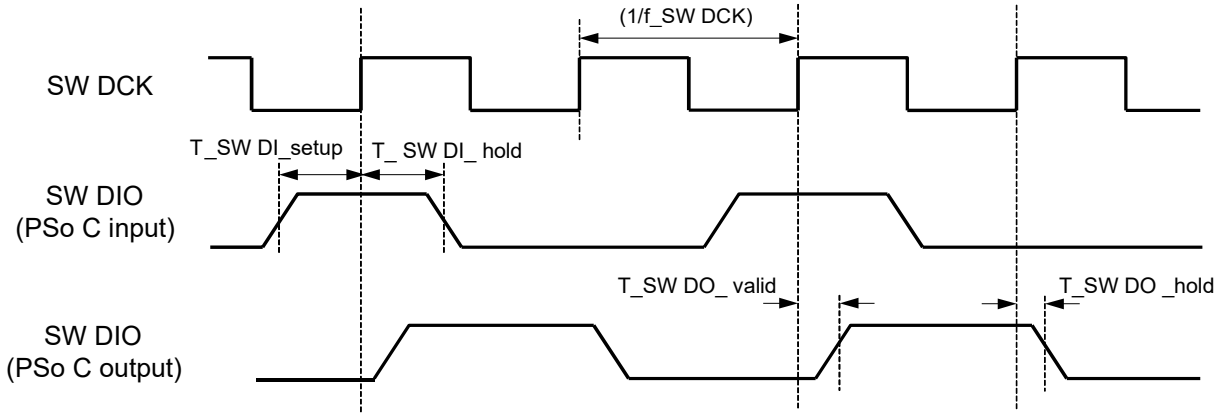 (1/f_SW DCK)
SW DCK
T_SW DI_setup
T_ SW DI_ hold
SW DIO
(PSo C input)
T_SW DO_ valid
T_SW DO _hold
SW DIO
(PSo C output)